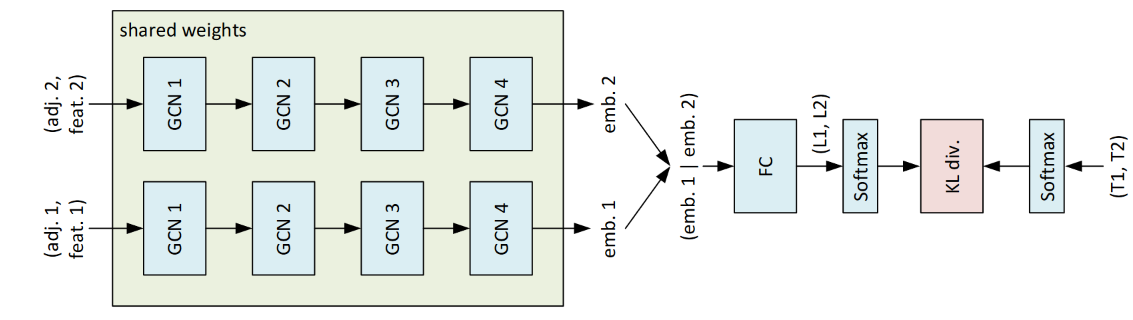 shared weights
(adj. 2,
feat. 2)
GCN 1
GCN 2
GCN 3
GCN 4
emb. 2
(adj. 1,
feat. 1)
GCN 1
GCN 2
GCN 3
GCN 4
emb. 1
(emb. 1 | emb. 2)
FC
(L1, L2)
Softmax
KL div.
Softmax
(T1, T2)